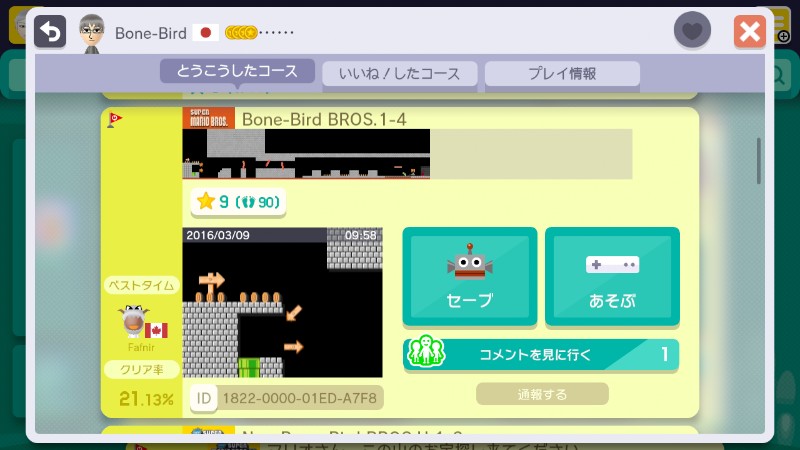 Bone-Bird
とうこうしたコース
いいね!したコース
プレイ情報
SUPER
MARIO BROS.
Bone-Bird BROS.1-4
9 (90)
2016/03/09 09:58
セーブ
あそぶ
ベストタイム
Fafnir
コメントを見に行く 1
クリア率
21.13%
ID 1822-0000-01ED-A7F8
通報する